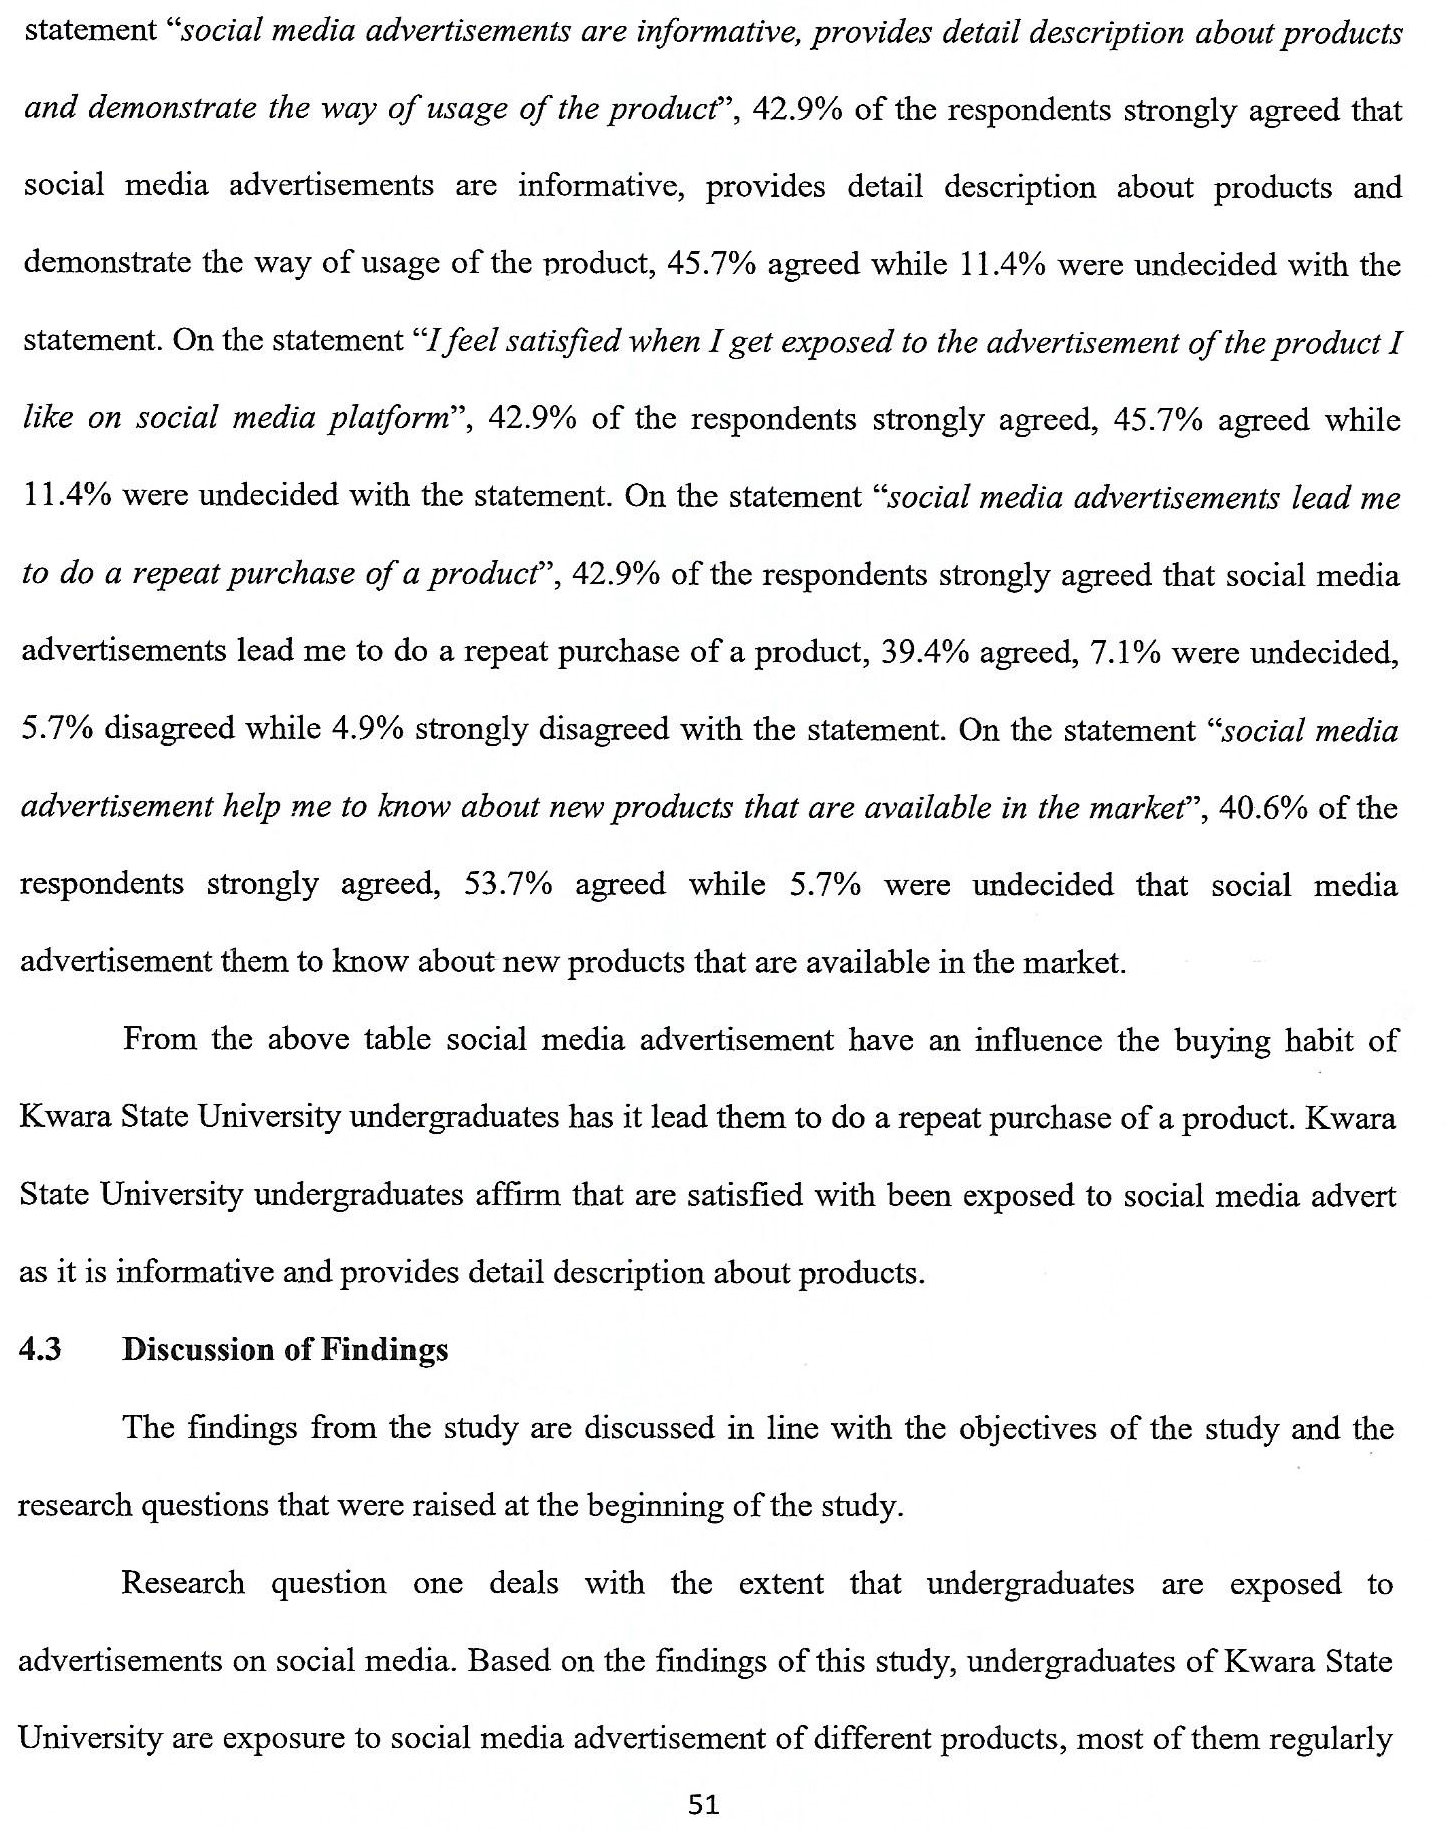 statement “social media advertisements are informative, provides detail description about products
and demonstrate the way of usage of the product”, 42.9% of the respondents strongly agreed that
social media advertisements are informative, provides detail description about products and
demonstrate the way of usage of the product, 45.7% agreed while 11.4% were undecided with the
statement. On the statement “I feel satisfied when I get exposed to the advertisement of the product I
like on social media platform”, 42.9% of the respondents strongly agreed, 45.7% agreed while
11.4% were undecided with the statement. On the statement “social media advertisements lead me
to do a repeat purchase of a product”, 42.9% of the respondents strongly agreed that social media
advertisements lead me to do a repeat purchase of a product, 39.4% agreed, 7.1% were undecided,
5.7% disagreed while 4.9% strongly disagreed with the statement. On the statement “social media
advertisement help me to know about new products that are available in the market”, 40.6% of the
respondents strongly agreed, 53.7% agreed while 5.7% were undecided that social media
advertisement them to know about new products that are available in the market.
From the above table social media advertisement have an influence the buying habit of
Kwara State University undergraduates has it lead them to do a repeat purchase of a product. Kwara
State University undergraduates affirm that are satisfied with been exposed to social media advert
as it is informative and provides detail description about products.
4.3 Discussion of Findings
The findings from the study are discussed in line with the objectives of the study and the
research questions that were raised at the beginning of the study.
Research question one deals with the extent that undergraduates are exposed to
advertisements on social media. Based on the findings of this study, undergraduates of Kwara State
University are exposure to social media advertisement of different products, most of them regularly
51